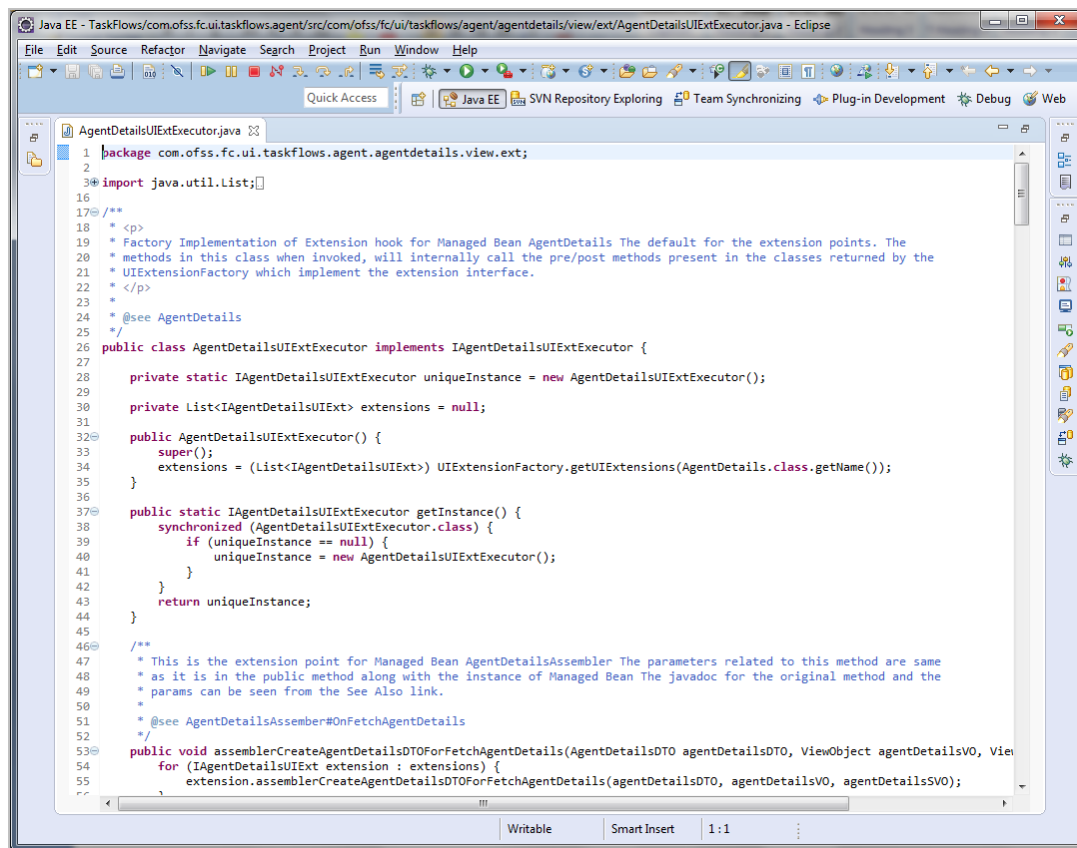 Java EE - TaskFlows/com.ofss.fc.ui.taskflows.agent/src/com/ofss/fc/ui/taskflows/agent/agentdetails/view/ext/AgentDetailsUIExtExecutor.java - Eclipse
File Edit Source Refactor Navigate Search Project Run Window Help
Quick Access Java EE SVN Repository Exploring Team Synchronizing Plug-in Development Debug Web
AgentDetailsUIExtExecutor.java
1 package com.ofss.fc.ui.taskflows.agent.agentdetails.view.ext;
2
3 import java.util.List;
16
17 /**
18 * <p>
19 * Factory Implementation of Extension hook for Managed Bean AgentDetails The default for the extension points. The
20 * methods in this class when invoked, will internally call the pre/post methods present in the classes returned by the
21 * UIExtensionFactory which implement the extension interface.
22 * </p>
23 *
24 * @see AgentDetails
25 */
26 public class AgentDetailsUIExtExecutor implements IAgentDetailsUIExtExecutor {
27
28 private static IAgentDetailsUIExtExecutor uniqueInstance = new AgentDetailsUIExtExecutor();
29
30 private List<IAgentDetailsUIExt> extensions = null;
31
32 public AgentDetailsUIExtExecutor() {
33 super();
34 extensions = (List<IAgentDetailsUIExt>) UIExtensionFactory.getUIExtensions(AgentDetails.class.getName());
35 }
36
37 public static IAgentDetailsUIExtExecutor getInstance() {
38 synchronized (AgentDetailsUIExtExecutor.class) {
39 if (uniqueInstance == null) {
40 uniqueInstance = new AgentDetailsUIExtExecutor();
41 }
42 }
43 return uniqueInstance;
44 }
45
46 /**
47 * This is the extension point for Managed Bean AgentDetailsAssembler The parameters related to this method are same
48 * as it is in the public method along with the instance of Managed Bean The javadoc for the original method and the
49 * params can be seen from the See Also link.
50 *
51 * @see AgentDetailsAssember#OnFetchAgentDetails
52 */
53 public void assemblerCreateAgentDetailsDTOForFetchAgentDetails(AgentDetailsDTO agentDetailsDTO, ViewObject agentDetailsVO, View
54 for (IAgentDetailsUIExt extension : extensions) {
55 extension.assemblerCreateAgentDetailsDTOForFetchAgentDetails(agentDetailsDTO, agentDetailsVO, agentDetailsSVO);
Writable Smart Insert 1 : 1